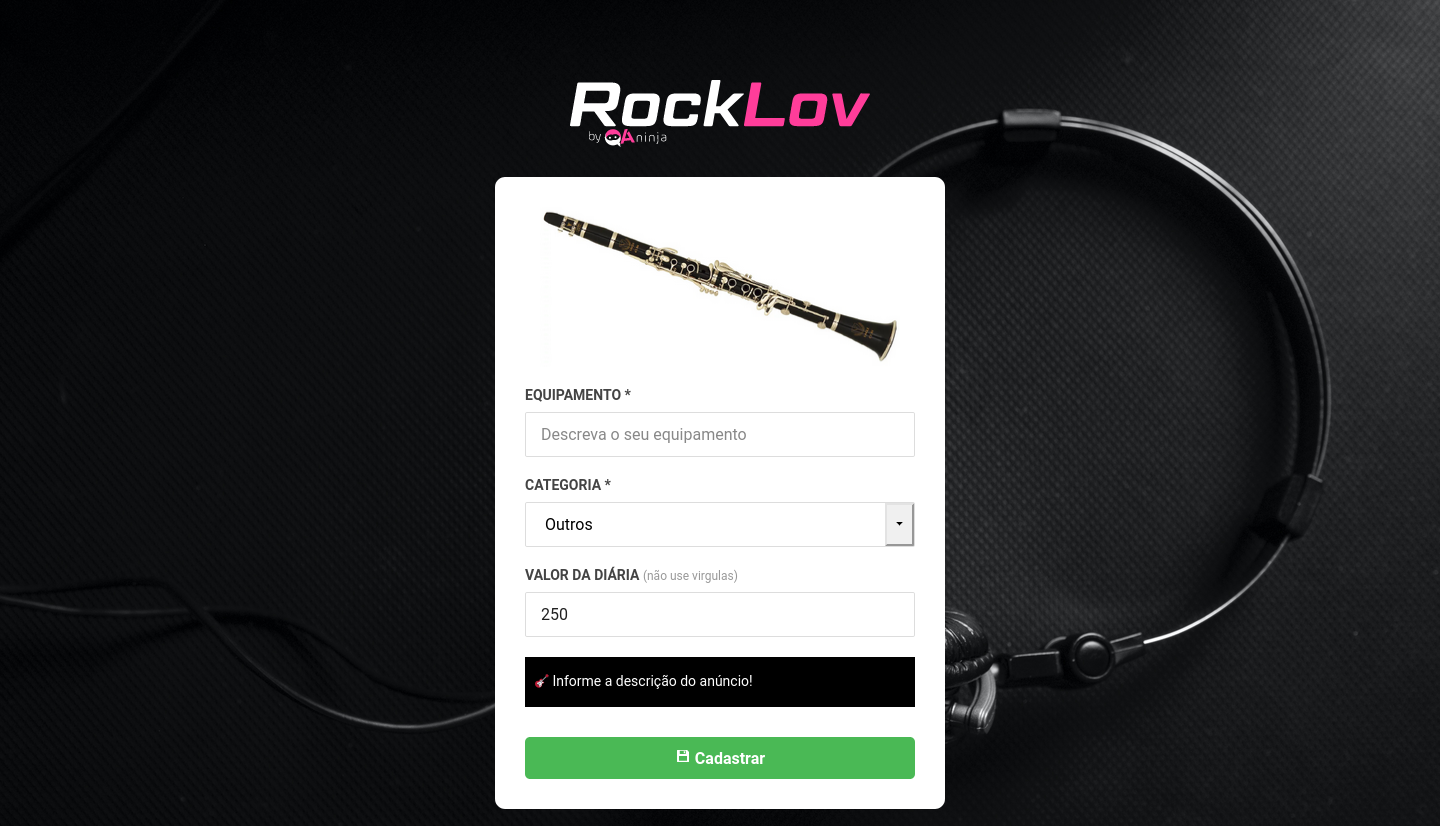 RockLov
by QAninja
EQUIPAMENTO *
Descreva o seu equipamento
CATEGORIA *
Outros
VALOR DA DIÁRIA (não use virgulas)
250
Informe a descrição do anúncio!
Cadastrar